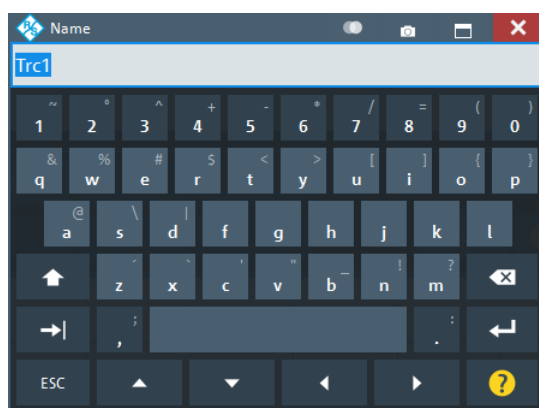 Name
Trc1
~ ° ^ + - * / = ( )
1 2 3 4 5 6 7 8 9 0
& % # $ < > [ ] { }
q w e r t y u i o p
@ \ |
a s d f g h j k l
´ ` ' " _ ! ?
z x c v b n m
; :
, .
ESC ?